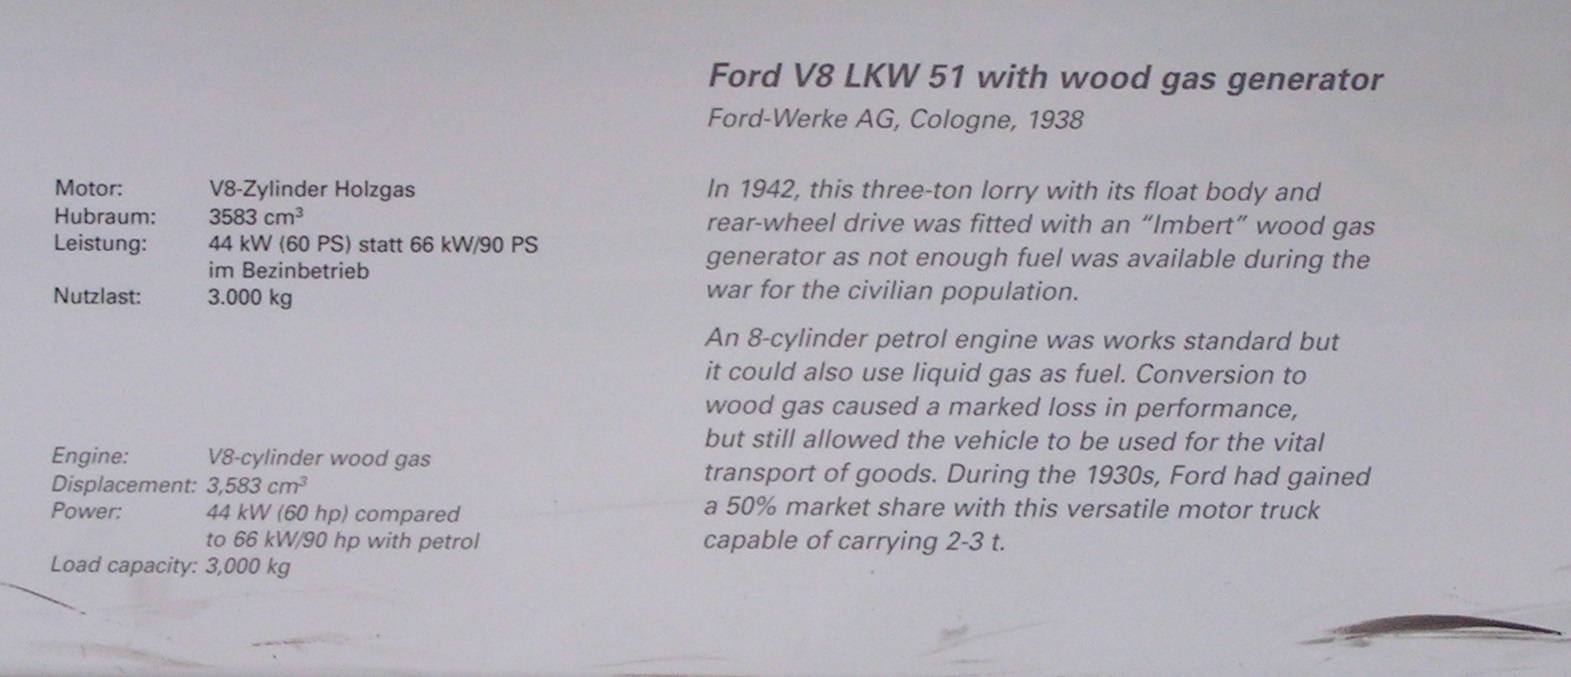 Ford V8 LKW 51 with wood gas generator
Ford-Werke AG, Cologne, 1938
Motor: V8-Zylinder Holzgas
Hubraum: 3583 cm³
Leistung: 44 kW (60 PS) statt 66 kW/90 PS
im Bezinbetrieb
Nutzlast: 3.000 kg
Engine: V8-cylinder wood gas
Displacement: 3,583 cm³
Power: 44 kW (60 hp) compared
to 66 kW/90 hp with petrol
Load capacity: 3,000 kg
In 1942, this three-ton lorry with its float body and
rear-wheel drive was fitted with an “Imbert” wood gas
generator as not enough fuel was available during the
war for the civilian population.
An 8-cylinder petrol engine was works standard but
it could also use liquid gas as fuel. Conversion to
wood gas caused a marked loss in performance,
but still allowed the vehicle to be used for the vital
transport of goods. During the 1930s, Ford had gained
a 50% market share with this versatile motor truck
capable of carrying 2-3 t.